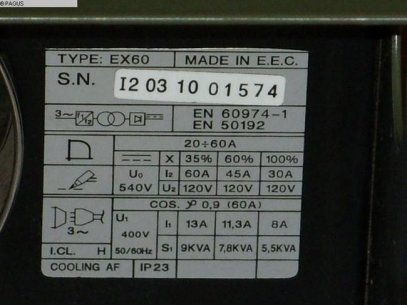 ©PAGUS
TYPE: EX60 MADE IN E.E.C.
S.N. I2 03 10 01574
3~ f1/f2 EN 60974-1
EN 50192
20÷60A
X 35% 60% 100%
U0 I2 60A 45A 30A
540V U2 120V 120V 120V
COS. φ 0,9 (60A)
3~ U1 I1 13A 11,3A 8A
400V
I.CL. H 50/60Hz S1 9KVA 7,8KVA 5,5KVA
COOLING AF IP23